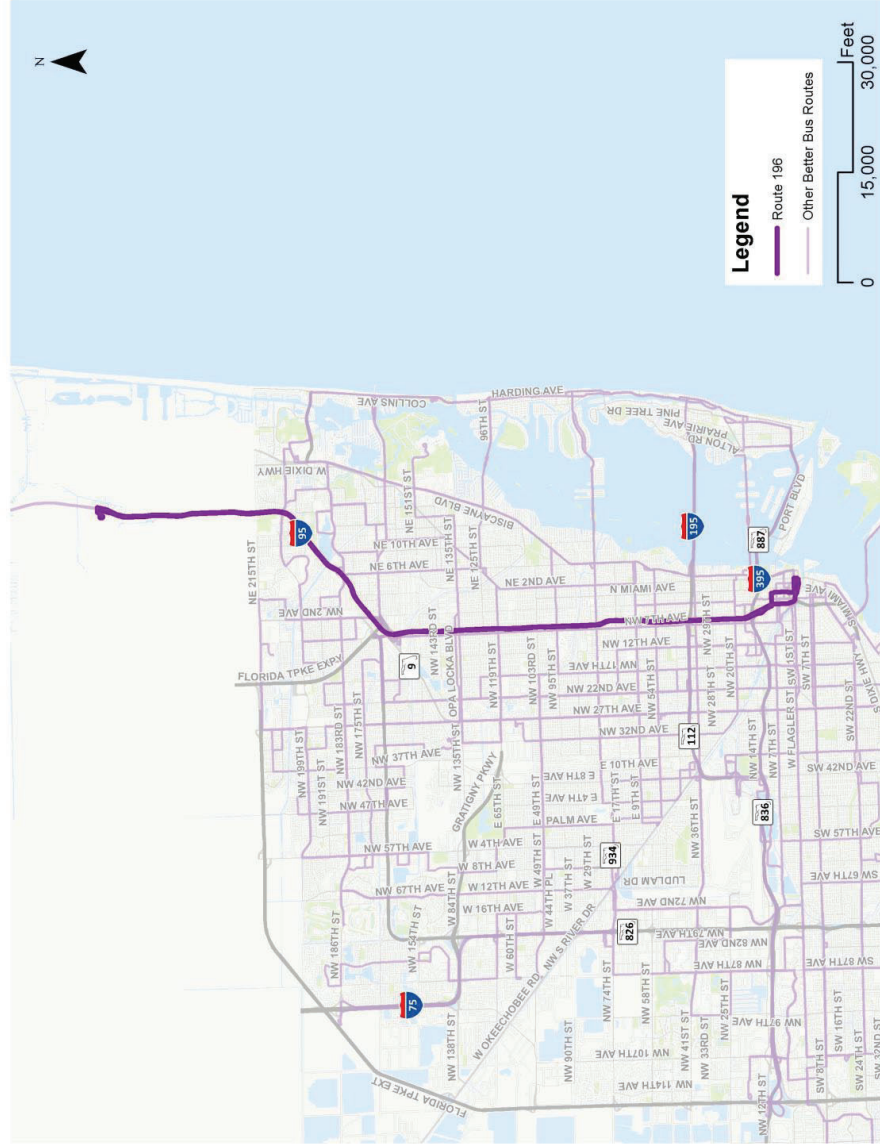 N
NE 215TH ST
W DIXIE HWY
95
COLLINS AVE
NE 151ST ST
NE 10TH AVE
NE 6TH AVE
NE 135TH ST
NE 125TH ST
BISCAYNE BLVD
96TH ST
HARDING AVE
PINE TREE DR
PRAIRIE AVE
ALTON RD
195
PORT BLVD
887
395
NE 2ND AVE
N MIAMI AVE
S MIAMI AVE
NW 2ND AVE
FLORIDA TPKE EXPY
9
NW 143RD ST
OPA LOCKA BLVD
NW 7TH AVE
NW 12TH AVE
NW 17TH AVE
NW 22ND AVE
NW 27TH AVE
NW 32ND AVE
NW 119TH ST
NW 103RD ST
NW 95TH ST
NW 54TH ST
NW 29TH ST
NW 28TH ST
NW 20TH ST
SW 1ST ST
SW 7TH ST
W FLAGLER ST
S DIXIE HWY
SW 22ND ST
112
NW 14TH ST
NW 7TH ST
NW 199TH ST
NW 191ST ST
NW 183RD ST
NW 175TH ST
NW 37TH AVE
NW 42ND AVE
NW 47TH AVE
NW 135TH ST
GRATIGNY PKWY
E 65TH ST
E 49TH ST
E 10TH AVE
E 8TH AVE
E 4TH AVE
PALM AVE
E 17TH ST
E 9TH ST
NW 36TH ST
836
SW 42ND AVE
SW 57TH AVE
SW 67TH AVE
NW 57TH AVE
W 4TH AVE
W 8TH AVE
NW 67TH AVE
W 12TH AVE
W 16TH AVE
W 84TH ST
W 60TH ST
W 49TH ST
W 44TH PL
W 37TH ST
W 29TH ST
934
LUDLAM DR
NW 72ND AVE
NW 79TH AVE
NW 82ND AVE
NW 87TH AVE
SW 87TH AVE
826
NW S RIVER DR
W OKEECHOBEE RD
NW 186TH ST
NW 154TH ST
75
NW 138TH ST
NW 90TH ST
NW 74TH ST
NW 58TH ST
NW 41ST ST
NW 33RD ST
NW 25TH ST
NW 97TH AVE
NW 107TH AVE
NW 114TH AVE
NW 12TH ST
SW 8TH ST
SW 16TH ST
SW 24TH ST
SW 32ND ST
FLORIDA TPKE EXT
Legend
Route 196
Other Better Bus Routes
0 15,000 30,000
Feet